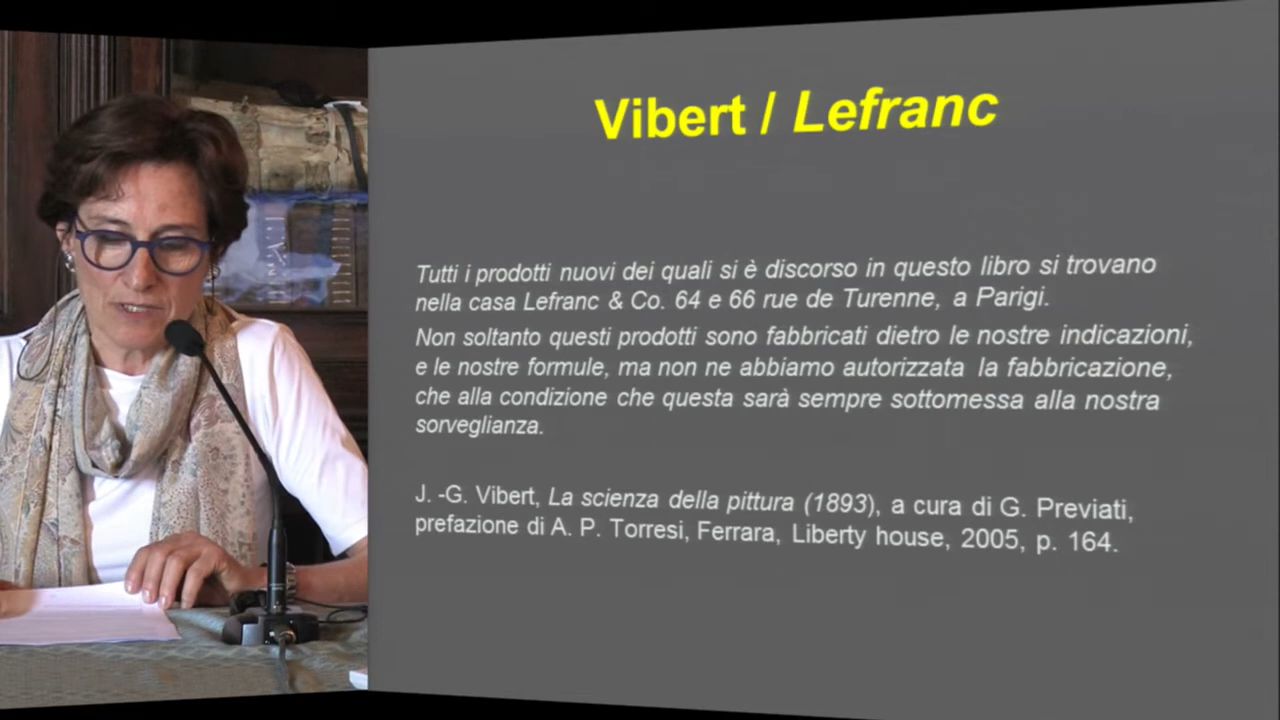 Vibert / Lefranc
Tutti i prodotti nuovi dei quali si è discorso in questo libro si trovano
nella casa Lefranc & Co. 64 e 66 rue de Turenne, a Parigi.
Non soltanto questi prodotti sono fabbricati dietro le nostre indicazioni,
e le nostre formule, ma non ne abbiamo autorizzata la fabbricazione,
che alla condizione che questa sarà sempre sottomessa alla nostra
sorveglianza.
J. -G. Vibert, La scienza della pittura (1893), a cura di G. Previati,
prefazione di A. P. Torresi, Ferrara, Liberty house, 2005, p. 164.